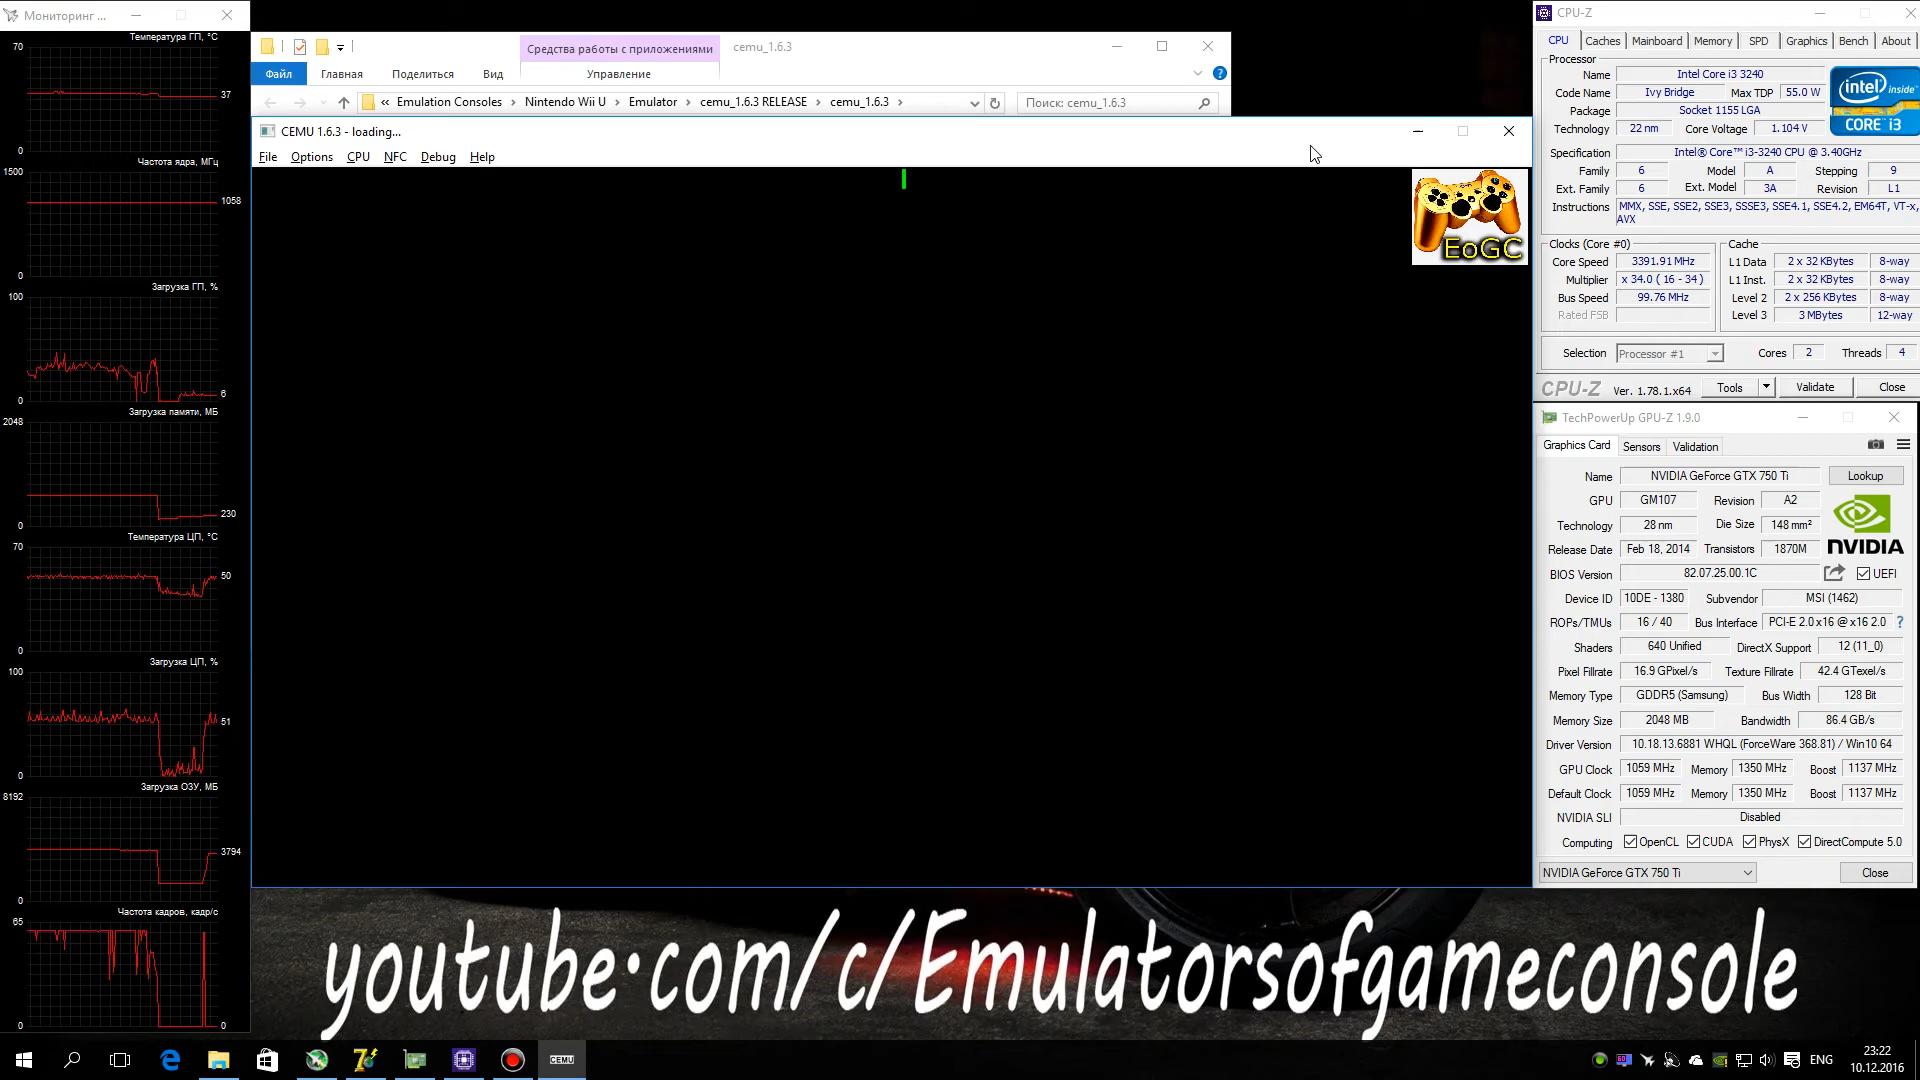 Мониторинг ...
Температура ГП, °C
70
37
0
Частота ядра, МГц
1500
1058
0
Загрузка ГП, %
100
6
0
Загрузка памяти, МБ
2048
230
0
Температура ЦП, °C
70
50
0
Загрузка ЦП, %
100
51
0
Загрузка ОЗУ, МБ
8192
3794
0
Частота кадров, кадр/с
65
0
0
Средства работы с приложениями
cemu_1.6.3
Файл
Главная
Поделиться
Вид
Управление
« Emulation Consoles › Nintendo Wii U › Emulator › cemu_1.6.3 RELEASE › cemu_1.6.3 ›
Поиск: cemu_1.6.3
CEMU 1.6.3 - loading...
File Options CPU NFC Debug Help
EoGC
CPU-Z
CPU Caches Mainboard Memory SPD Graphics Bench About
Processor
Name Intel Core i3 3240
Code Name Ivy Bridge Max TDP 55.0 W
Package Socket 1155 LGA
Technology 22 nm Core Voltage 1.104 V
intel inside
CORE i3
Specification Intel® Core™ i3-3240 CPU @ 3.40GHz
Family 6 Model A Stepping 9
Ext. Family 6 Ext. Model 3A Revision L1
Instructions MMX, SSE, SSE2, SSE3, SSSE3, SSE4.1, SSE4.2, EM64T, VT-x,
AVX
Clocks (Core #0) Cache
Core Speed 3391.91 MHz L1 Data 2 x 32 KBytes 8-way
Multiplier x 34.0 ( 16 - 34 ) L1 Inst. 2 x 32 KBytes 8-way
Bus Speed 99.76 MHz Level 2 2 x 256 KBytes 8-way
Rated FSB Level 3 3 MBytes 12-way
Selection Processor #1 Cores 2 Threads 4
CPU-Z Ver. 1.78.1.x64 Tools Validate Close
TechPowerUp GPU-Z 1.9.0
Graphics Card Sensors Validation
Name NVIDIA GeForce GTX 750 Ti Lookup
GPU GM107 Revision A2
Technology 28 nm Die Size 148 mm²
Release Date Feb 18, 2014 Transistors 1870M
NVIDIA
BIOS Version 82.07.25.00.1C UEFI
Device ID 10DE - 1380 Subvendor MSI (1462)
ROPs/TMUs 16 / 40 Bus Interface PCI-E 2.0 x16 @ x16 2.0 ?
Shaders 640 Unified DirectX Support 12 (11_0)
Pixel Fillrate 16.9 GPixel/s Texture Fillrate 42.4 GTexel/s
Memory Type GDDR5 (Samsung) Bus Width 128 Bit
Memory Size 2048 MB Bandwidth 86.4 GB/s
Driver Version 10.18.13.6881 WHQL (ForceWare 368.81) / Win10 64
GPU Clock 1059 MHz Memory 1350 MHz Boost 1137 MHz
Default Clock 1059 MHz Memory 1350 MHz Boost 1137 MHz
NVIDIA SLI Disabled
Computing OpenCL CUDA PhysX DirectCompute 5.0
NVIDIA GeForce GTX 750 Ti Close
youtube.com/c/Emulatorsofgameconsole
CEMU
ENG
23:22
10.12.2016